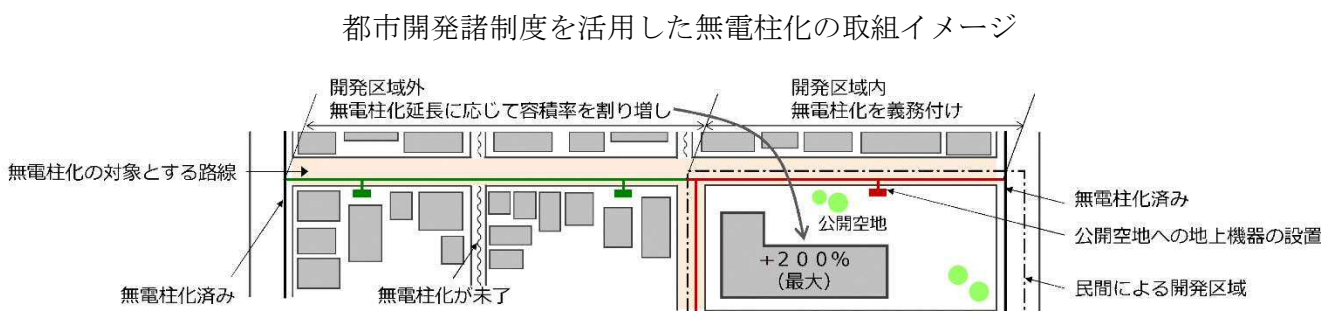 都市開発諸制度を活用した無電柱化の取組イメージ
開発区域外
無電柱化延長に応じて容積率を割り増し
開発区域内
無電柱化を義務付け
無電柱化の対象とする路線
無電柱化済み
公開空地
公開空地への地上機器の設置
+200%
(最大)
無電柱化済み
無電柱化が未了
民間による開発区域